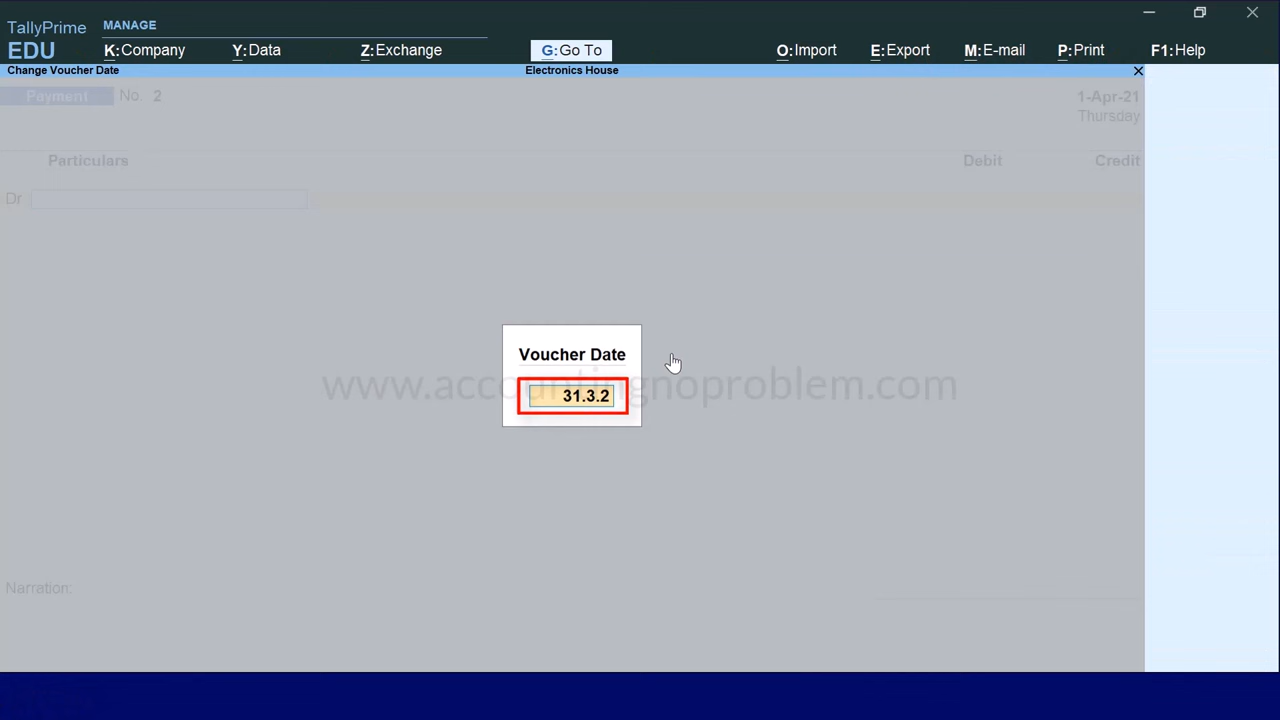 TallyPrime
EDU
MANAGE
K:Company Y:Data Z:Exchange G:Go To O:Import E:Export M:E-mail P:Print F1:Help
Change Voucher Date Electronics House
Payment No. 2 1-Apr-21
Thursday
Particulars Debit Credit
Dr
Voucher Date
www.accountingnoproblem.com
31.3.2
Narration: